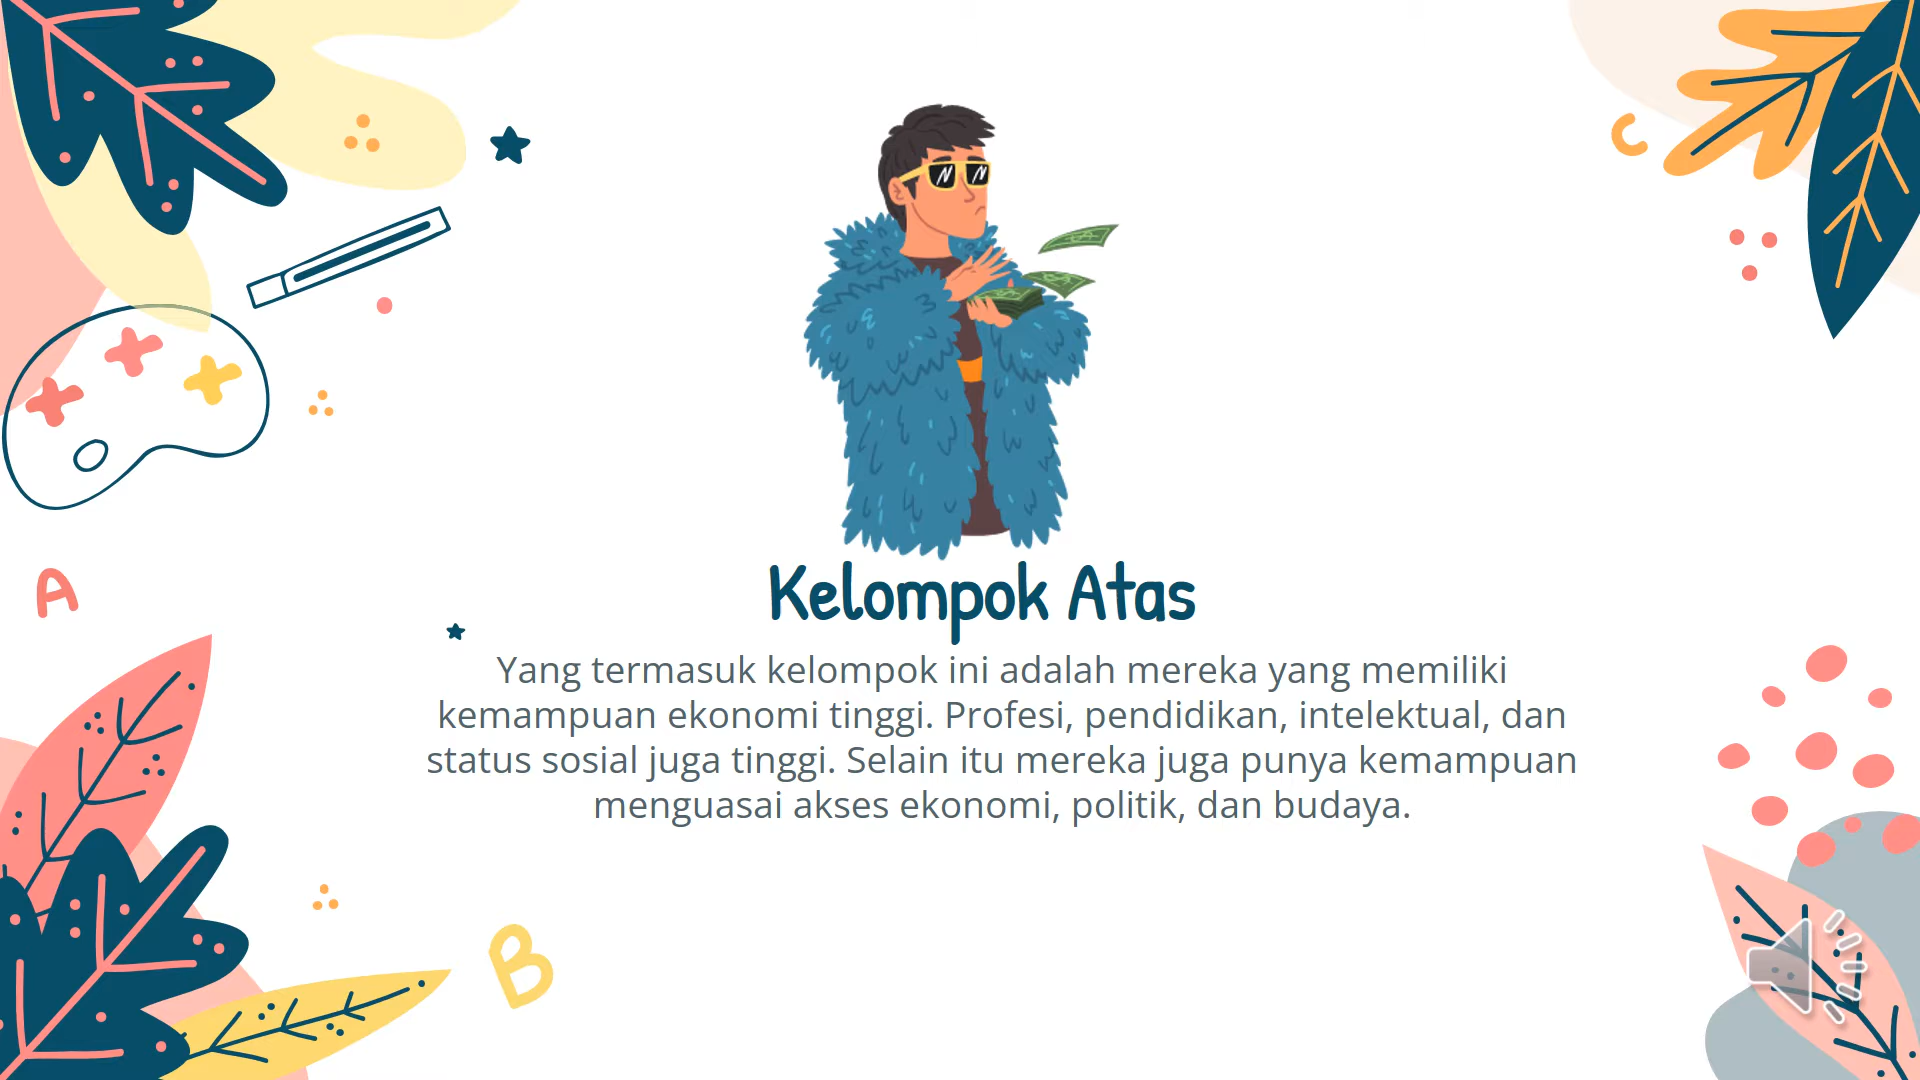 C
A
Kelompok Atas
Yang termasuk kelompok ini adalah mereka yang memiliki
kemampuan ekonomi tinggi. Profesi, pendidikan, intelektual, dan
status sosial juga tinggi. Selain itu mereka juga punya kemampuan
menguasai akses ekonomi, politik, dan budaya.
B